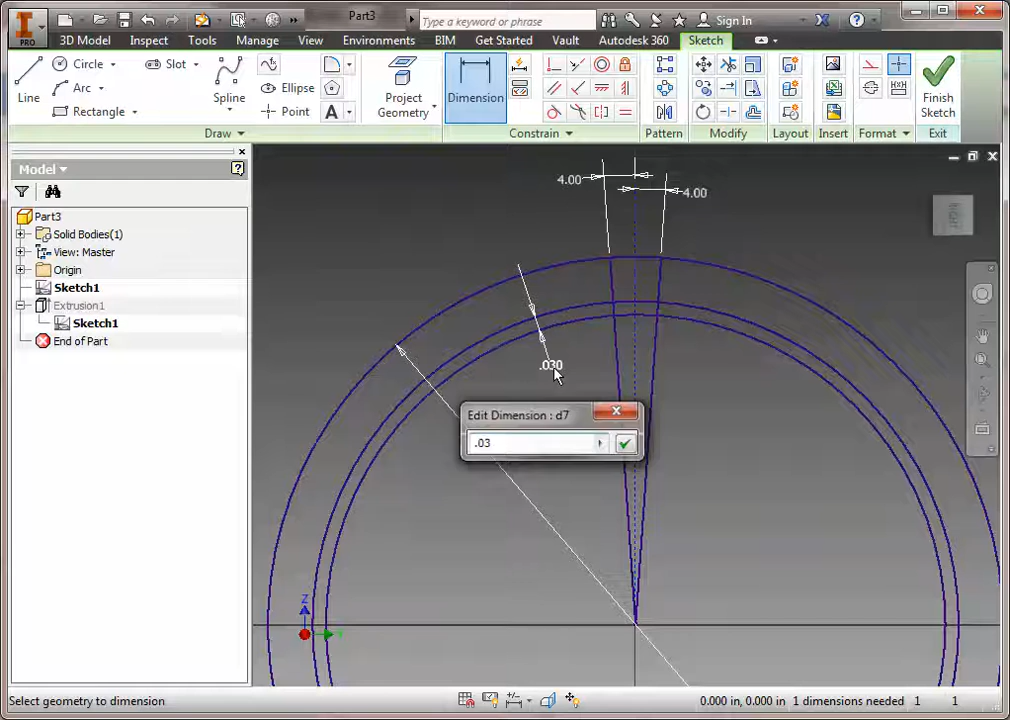 Part3
Type a keyword or phrase
Sign In
PRO
3D Model Inspect Tools Manage View Environments BIM Get Started Vault Autodesk 360 Sketch
Line
Circle
Arc
Rectangle
Slot
Spline
Ellipse
Point
A
Project Geometry
Dimension
Finish Sketch
Draw Constrain Pattern Modify Layout Insert Format Exit
Model
Part3
Solid Bodies(1)
View: Master
Origin
Sketch1
Extrusion1
Sketch1
End of Part
4.00
4.00
RIGHT
.030
Edit Dimension : d7
.03
Z
Y
Select geometry to dimension
0.000 in, 0.000 in 1 dimensions needed 1 1